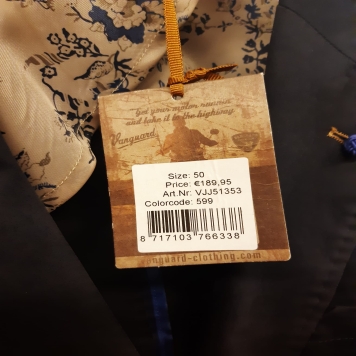 Get your motor runnin
and take it to the highway
Vanguard
Size: 50
Price: €189,95
Art.Nr: VJJ51353
Colorcode: 599
8 717103 766338
vanguard-clothing.com